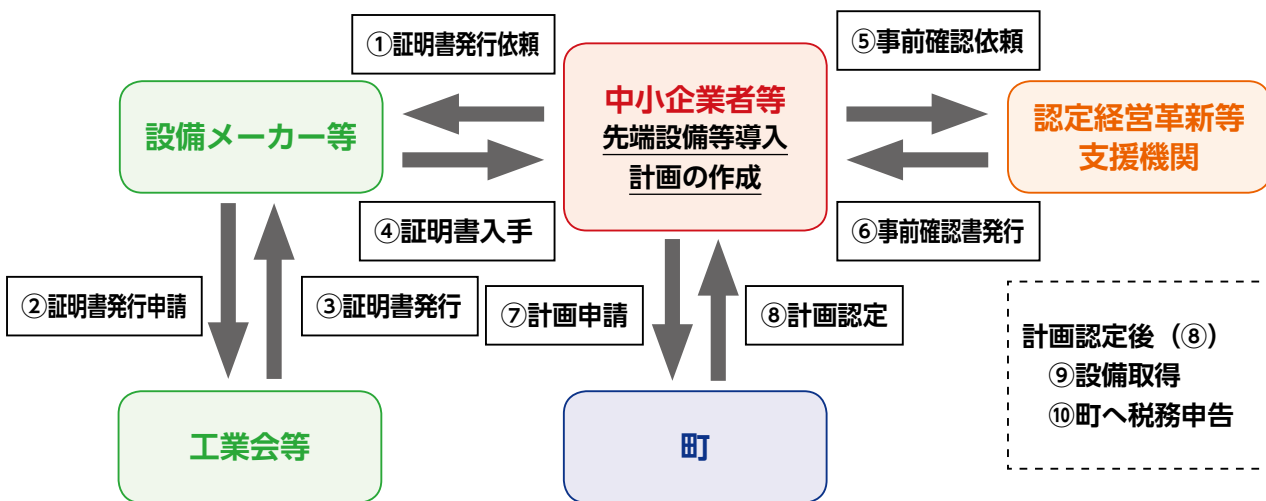 ①証明書発行依頼
⑤事前確認依頼
設備メーカー等
中小企業者等
先端設備等導入
計画の作成
認定経営革新等
支援機関
④証明書入手
⑥事前確認書発行
②証明書発行申請
③証明書発行
⑦計画申請
⑧計画認定
計画認定後（⑧）
⑨設備取得
⑩町へ税務申告
工業会等
町